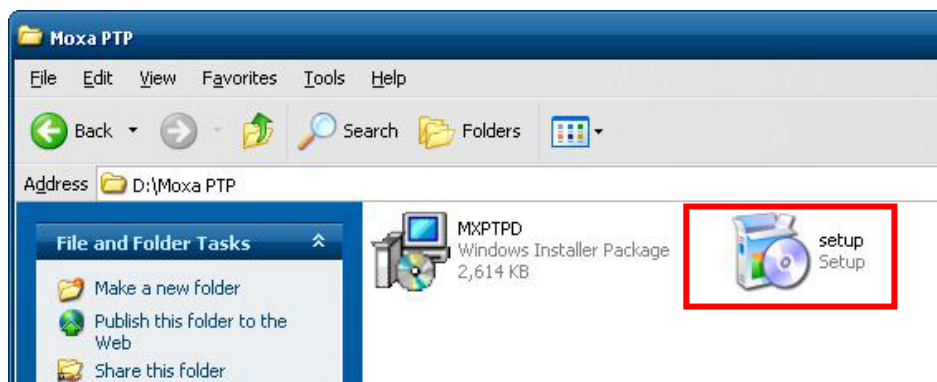 Moxa PTP
File Edit View Favorites Tools Help
Back Search Folders
Address D:\Moxa PTP
File and Folder Tasks
Make a new folder
Publish this folder to the
Web
Share this folder
MXPTPD
Windows Installer Package
2,614 KB
setup
Setup